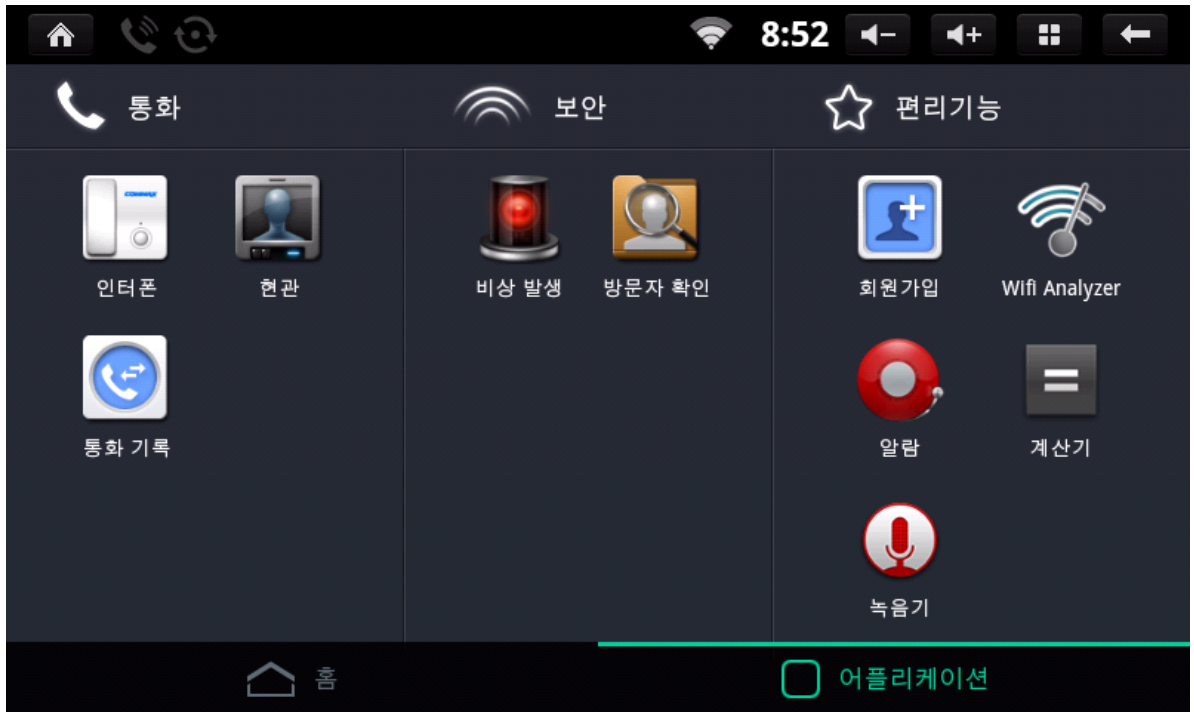 8:52
통화
보안
편리기능
COMMAX
인터폰
현관
비상 발생
방문자 확인
회원가입
Wifi Analyzer
통화 기록
알람
계산기
녹음기
홈
어플리케이션